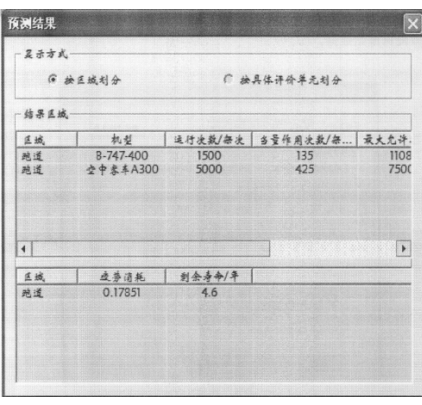 预测结果
显示方式
按区域划分
按具体评价单元划分
结果区域
区域 机型 运行次数/架次 当量作用次数/架... 最大允许.
跑道 B-747-400 1500 135 1108
跑道 空中客车A300 5000 425 7500
区域 疲劳消耗 剩余寿命/年
跑道 0.17851 4.6